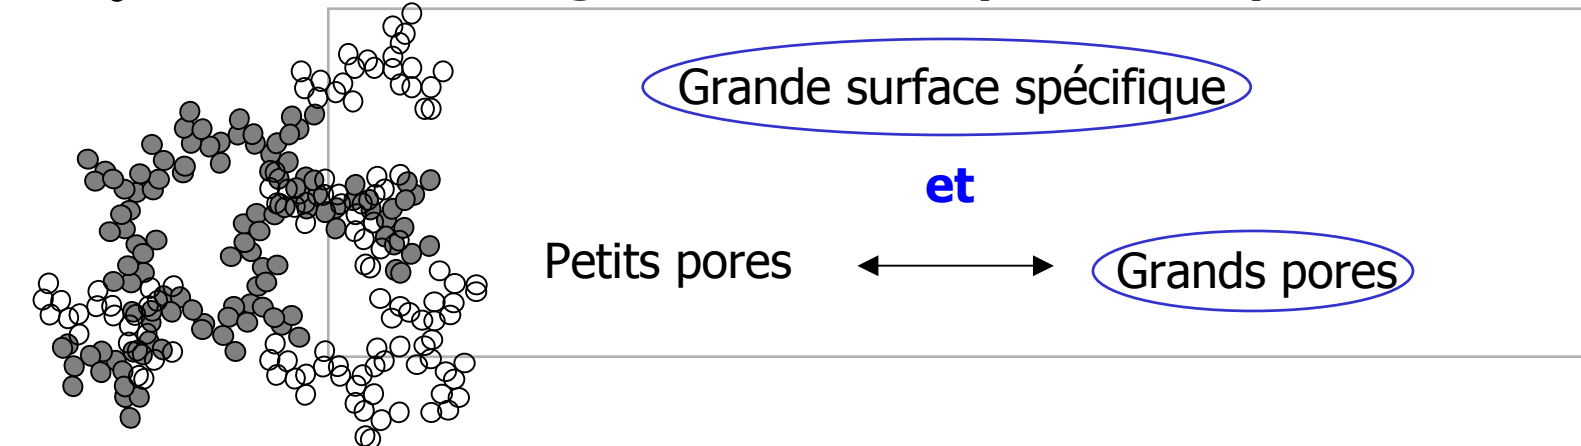 Grande surface spécifique
et
Petits pores
Grands pores